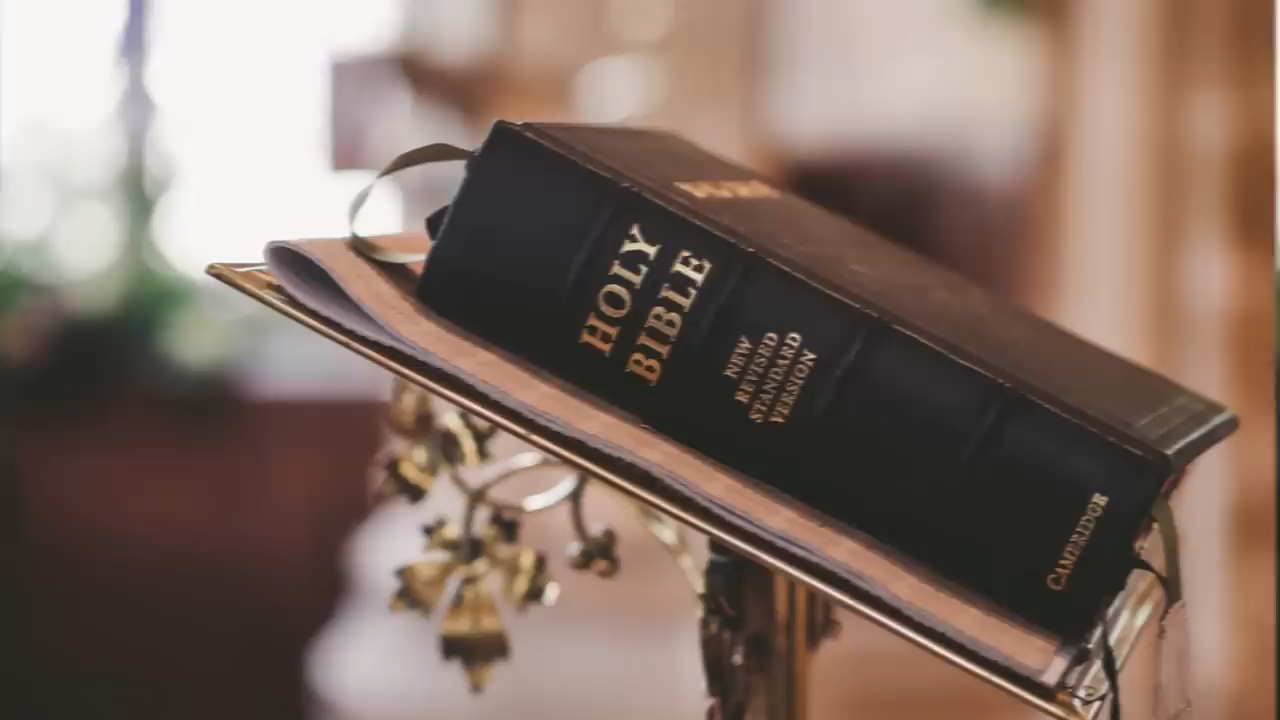 HOLY
BIBLE
NEW
REVISED
STANDARD
VERSION
CAMBRIDGE